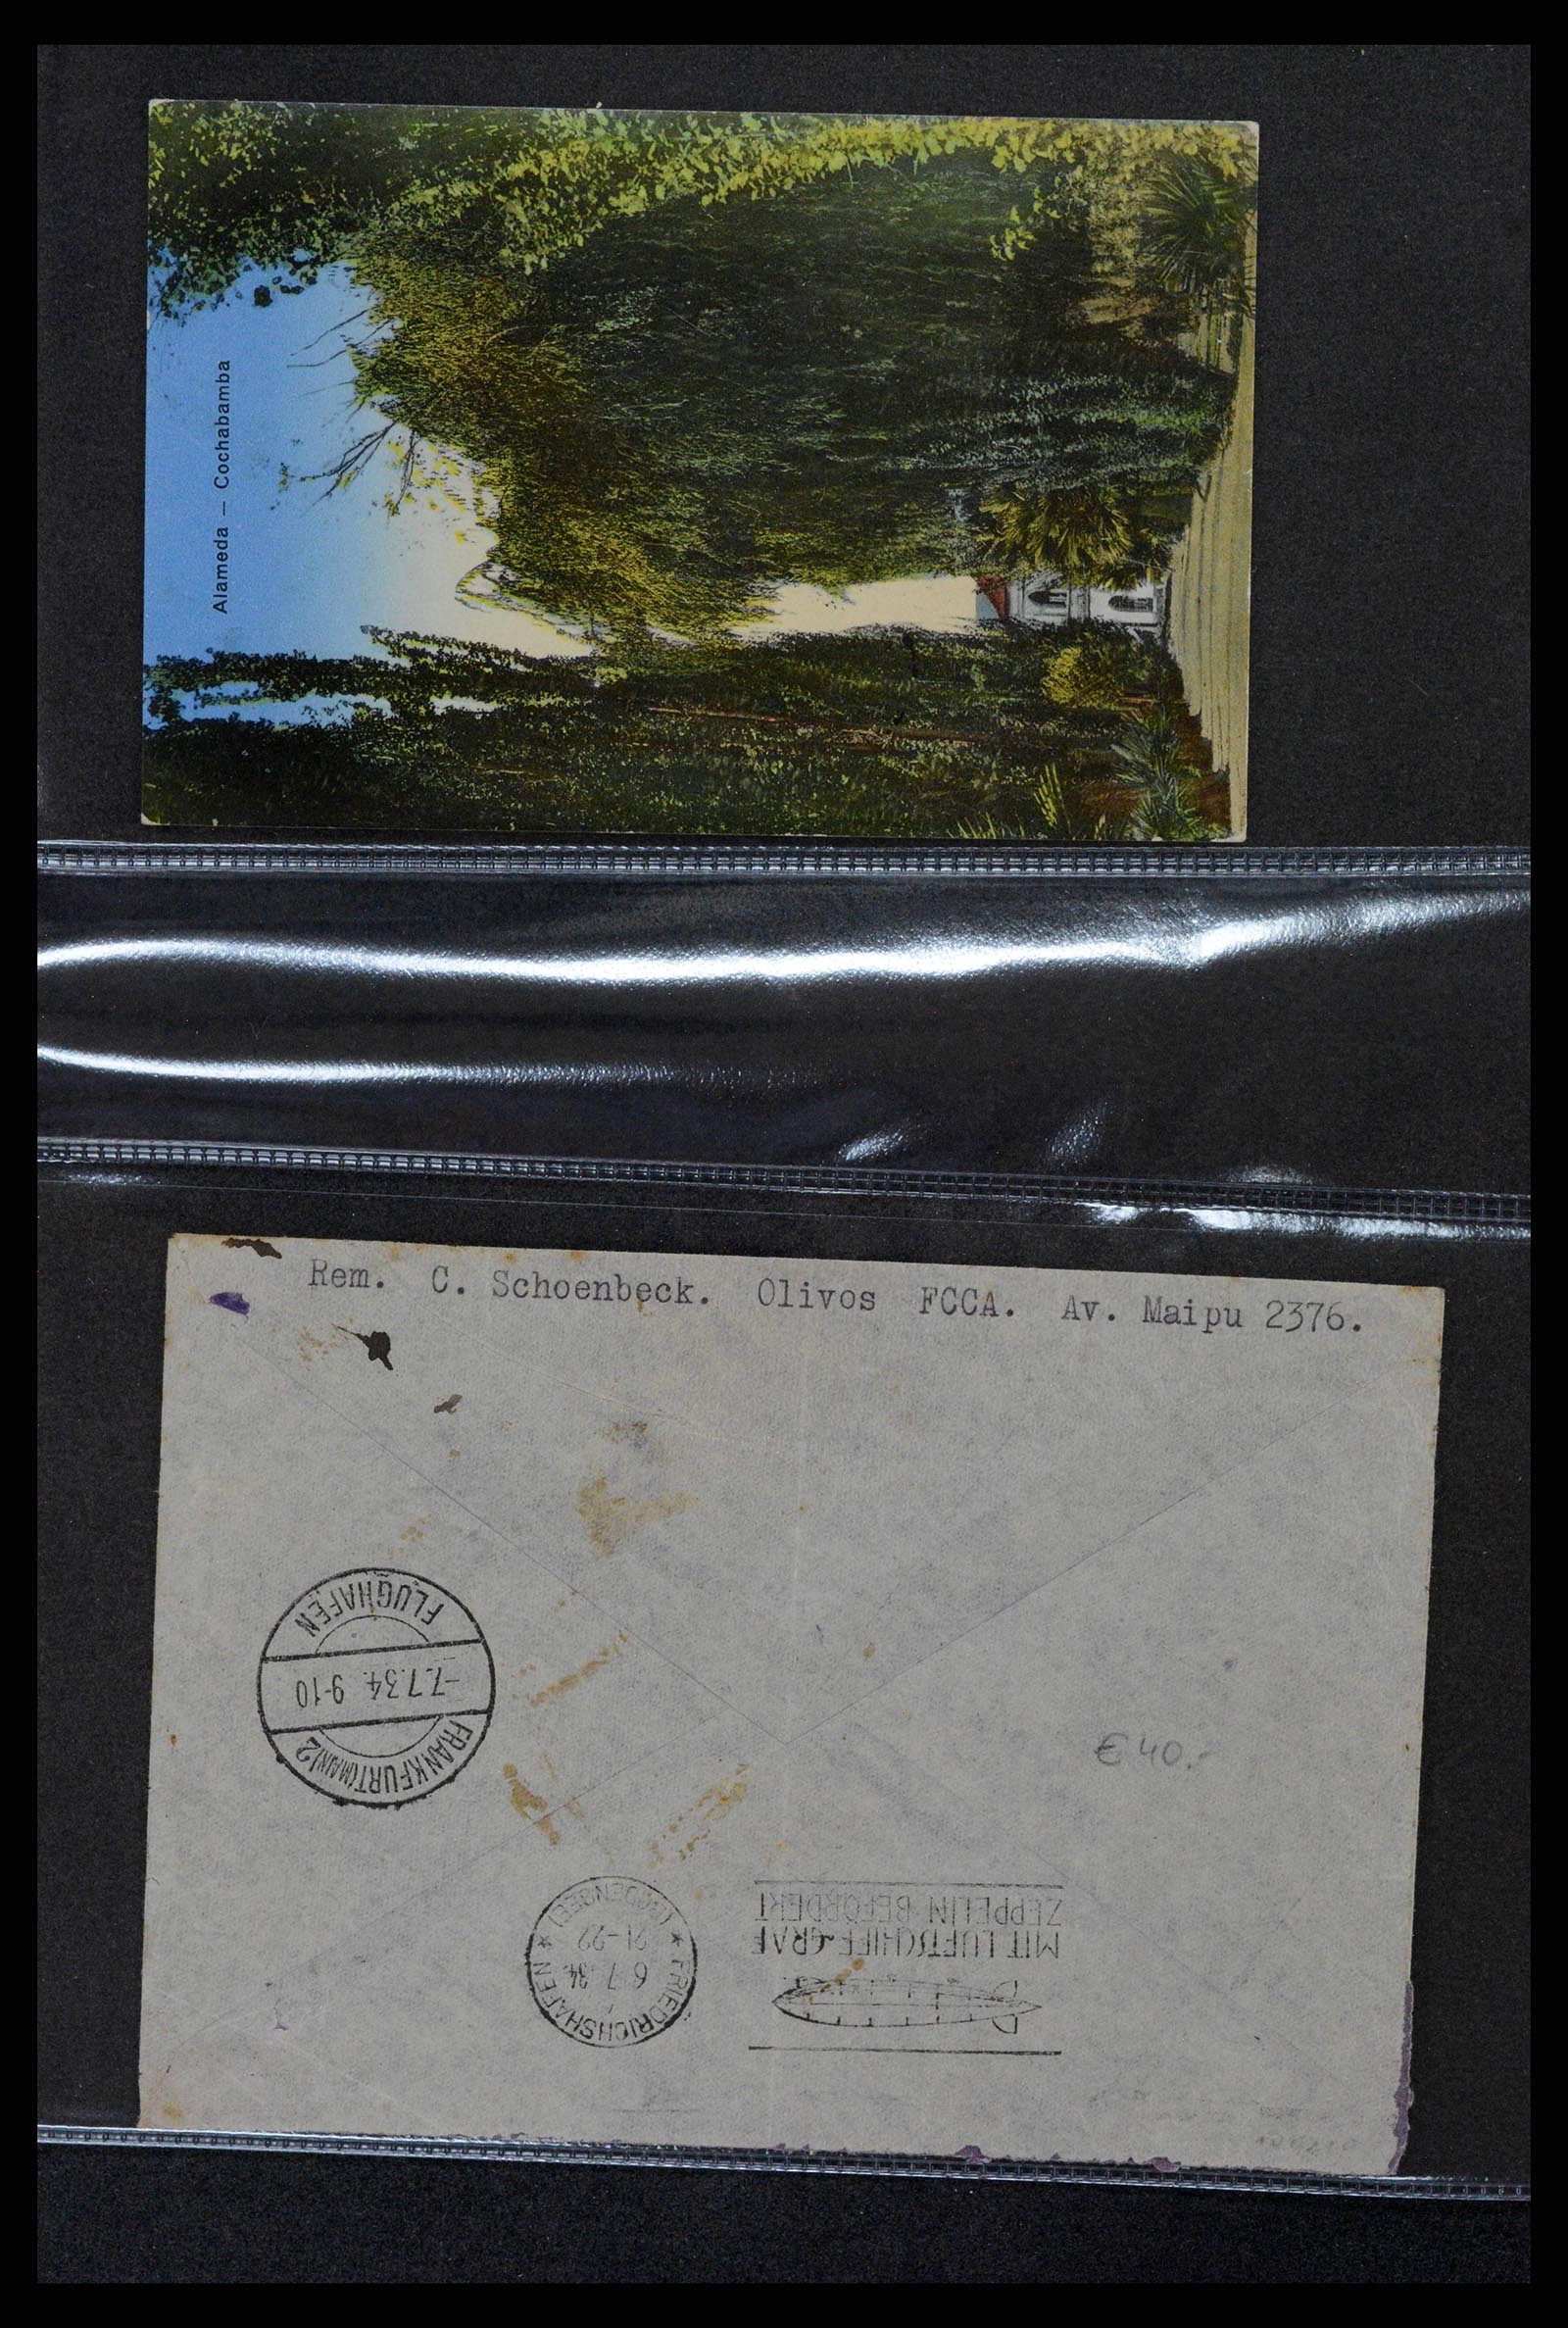 Alameda — Cochabamba
Rem. C. Schoenbeck. Olivos FCCA. Av. Maipu 2376.
FRANKFURT(MAIN)2
-7.7.34. 9-10
FLUGHAFEN
€40.-
FRIEDRICHSHAFEN
6.7.34.
21-22
(BODENSEE)
MIT LUFTSCHIFF GRAF
ZEPPELIN BEFÖRDERT